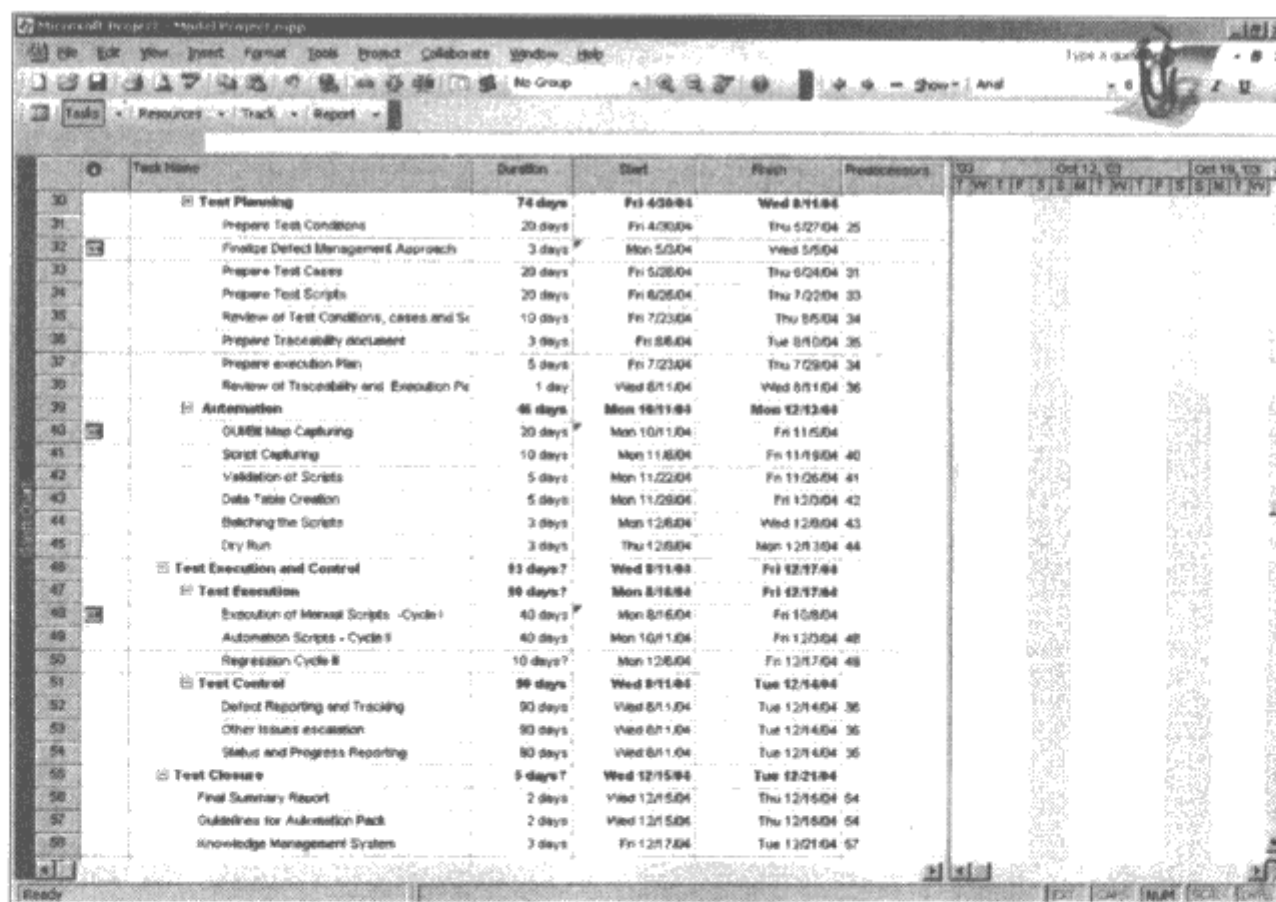 Microsoft Project - Model Project.mpp
File Edit View Insert Format Tools Project Collaborate Window Help
No Group Show Arial 8
Tasks Resources Track Report
Task Name Duration Start Finish Predecessors '03 Oct 12, '03 Oct 19, '03
T W T F S S M T W T F S S M T W
30 Test Planning 74 days Fri 4/30/04 Wed 8/11/04
31 Prepare Test Conditions 20 days Fri 4/30/04 Thu 5/27/04 25
32 Finalize Defect Management Approach 3 days Mon 5/3/04 Wed 5/5/04
33 Prepare Test Cases 20 days Fri 5/28/04 Thu 6/24/04 31
34 Prepare Test Scripts 20 days Fri 6/25/04 Thu 7/22/04 33
35 Review of Test Conditions, cases and Sc 10 days Fri 7/23/04 Thu 8/5/04 34
36 Prepare Traceability document 3 days Fri 8/6/04 Tue 8/10/04 35
37 Prepare execution Plan 5 days Fri 7/23/04 Thu 7/29/04 34
38 Review of Traceability and Execution Pe 1 day Wed 8/11/04 Wed 8/11/04 36
39 Automation 46 days Mon 10/11/04 Mon 12/13/04
40 Map Capturing 20 days Mon 10/11/04 Fri 11/5/04
41 Script Capturing 10 days Mon 11/8/04 Fri 11/19/04 40
42 Validation of Scripts 5 days Mon 11/22/04 Fri 11/26/04 41
43 Data Table Creation 5 days Mon 11/29/04 Fri 12/3/04 42
44 Batching the Scripts 3 days Mon 12/6/04 Wed 12/8/04 43
45 Dry Run 3 days Thu 12/9/04 Mon 12/13/04 44
46 Test Execution and Control 93 days? Wed 8/11/04 Fri 12/17/04
47 Test Execution 90 days? Mon 8/16/04 Fri 12/17/04
48 Execution of Manual Scripts -Cycle I 40 days Mon 8/16/04 Fri 10/8/04
49 Automation Scripts - Cycle II 40 days Mon 10/11/04 Fri 12/3/04 48
50 Regression Cycle III 10 days? Mon 12/6/04 Fri 12/17/04 49
51 Test Control 90 days Wed 8/11/04 Tue 12/14/04
52 Defect Reporting and Tracking 90 days Wed 8/11/04 Tue 12/14/04 36
53 Other Issues escalation 90 days Wed 8/11/04 Tue 12/14/04 36
54 Status and Progress Reporting 90 days Wed 8/11/04 Tue 12/14/04 36
55 Test Closure 5 days? Wed 12/15/04 Tue 12/21/04
56 Final Summary Report 2 days Wed 12/15/04 Thu 12/16/04 54
57 Guidelines for Automation Pack 2 days Wed 12/15/04 Thu 12/16/04 54
58 Knowledge Management System 3 days Fri 12/17/04 Tue 12/21/04 57
Ready EXT CAPS NUM SCRL OVR